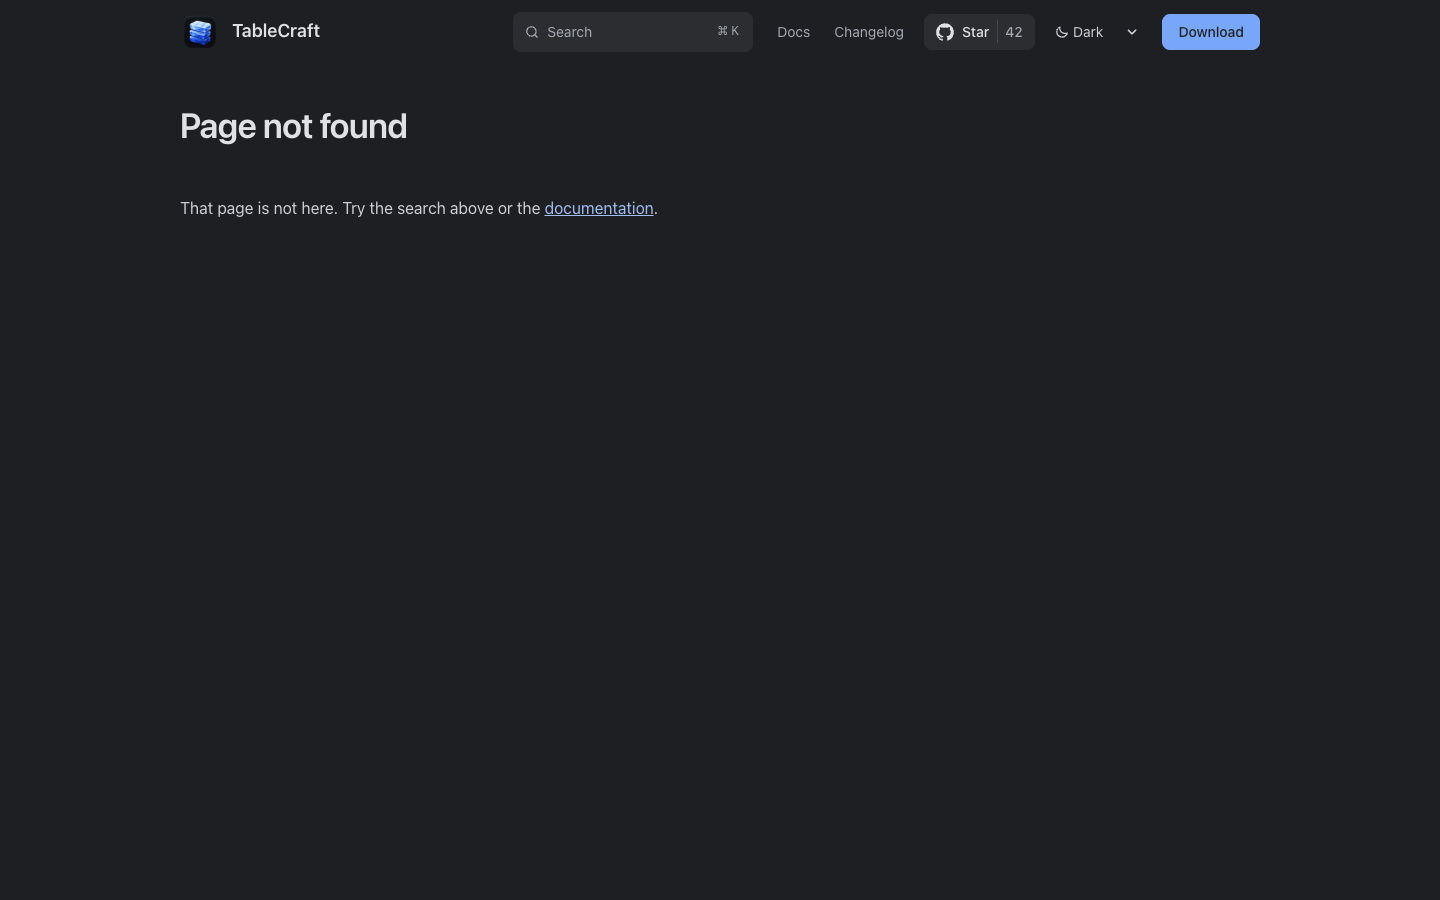 TableCraft
Search ⌘ K
Docs
Changelog
Star 42
Dark
Download
Page not found
That page is not here. Try the search above or the documentation.